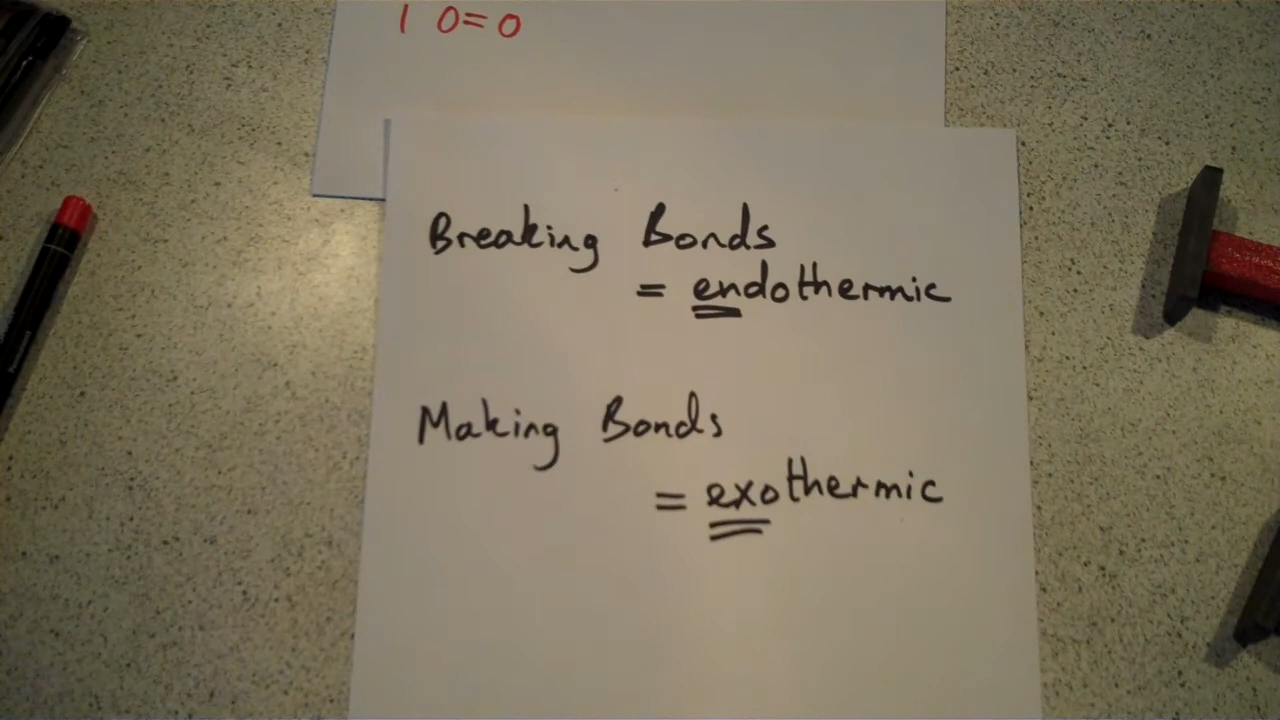 1 O=O
Breaking Bonds
= endothermic
Making Bonds
= exothermic